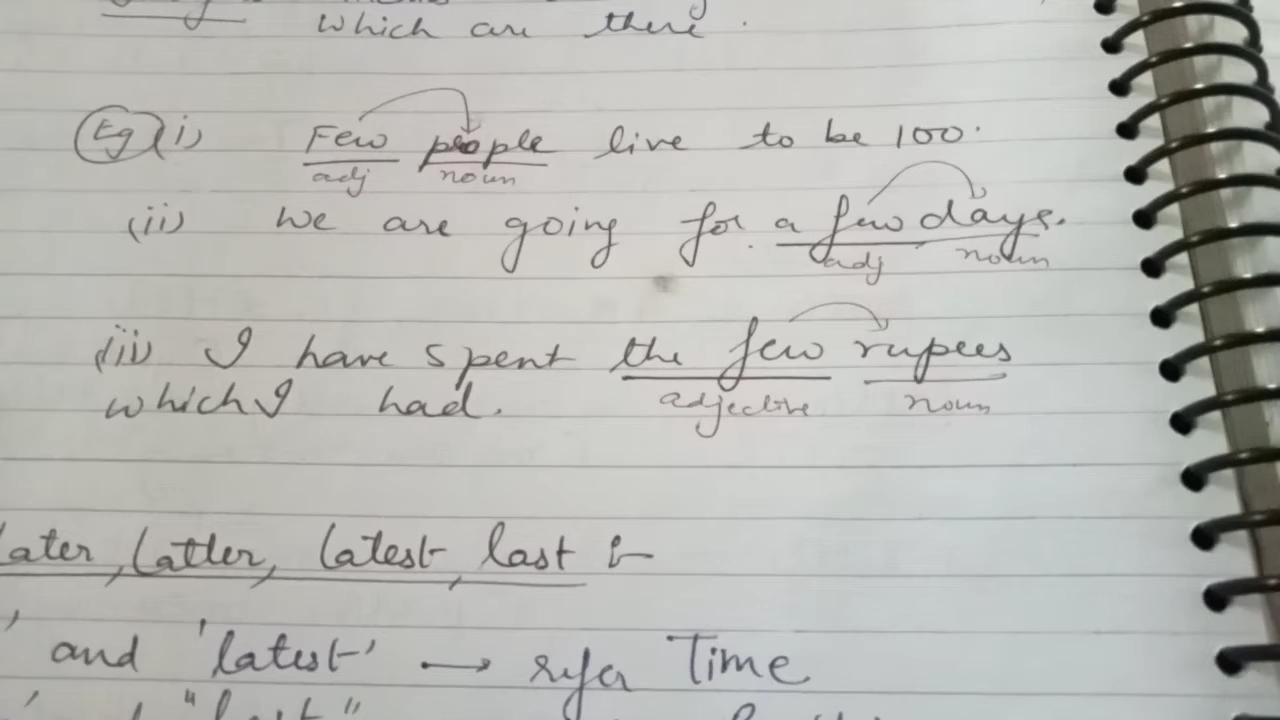 which are there.
Eg (i) Few people live to be 100.
adj noun
(ii) We are going for a few days.
adj noun
(iii) I have spent the few rupees
which I had. adjective noun
later, Latter, Latest, last :-
' and 'latest' → refer Time